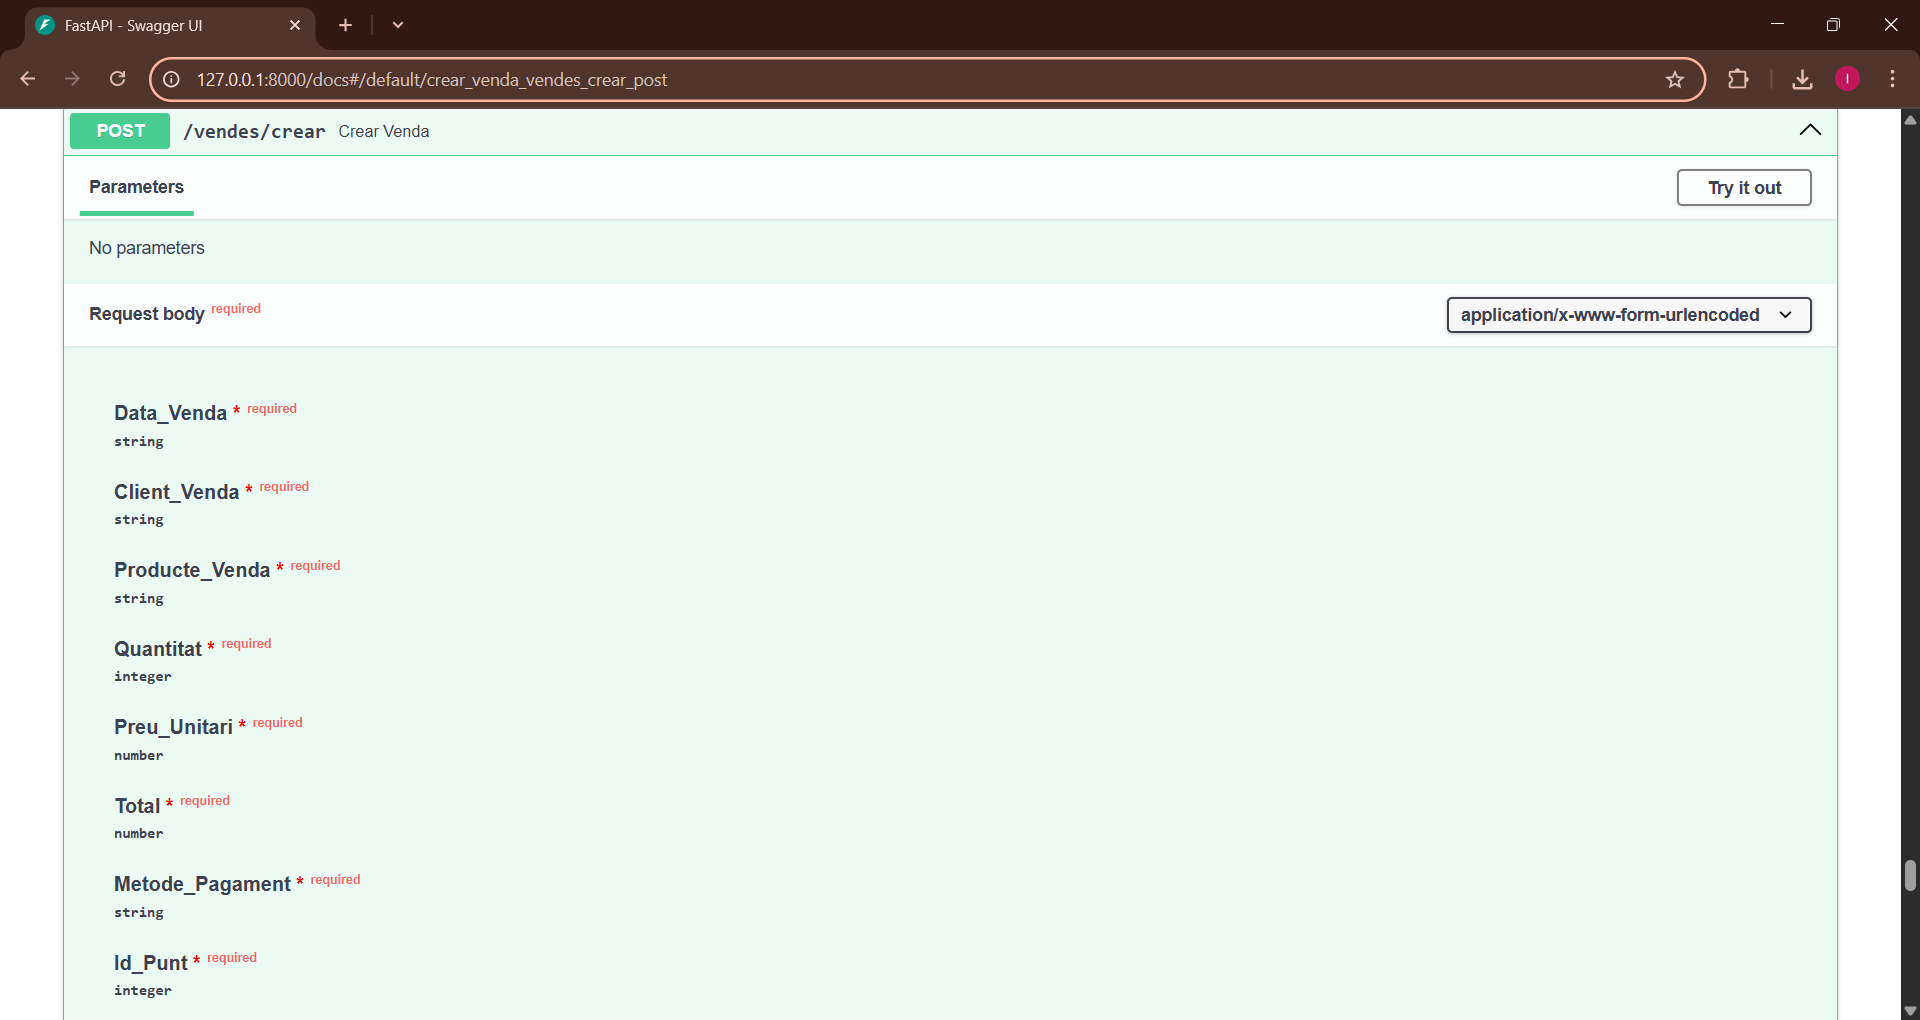 FastAPI - Swagger UI
127.0.0.1:8000/docs#/default/crear_venda_vendes_crear_post
I
POST /vendes/crear Crear Venda
Parameters
Try it out
No parameters
Request body required
application/x-www-form-urlencoded
Data_Venda * required
string
Client_Venda * required
string
Producte_Venda * required
string
Quantitat * required
integer
Preu_Unitari * required
number
Total * required
number
Metode_Pagament * required
string
Id_Punt * required
integer